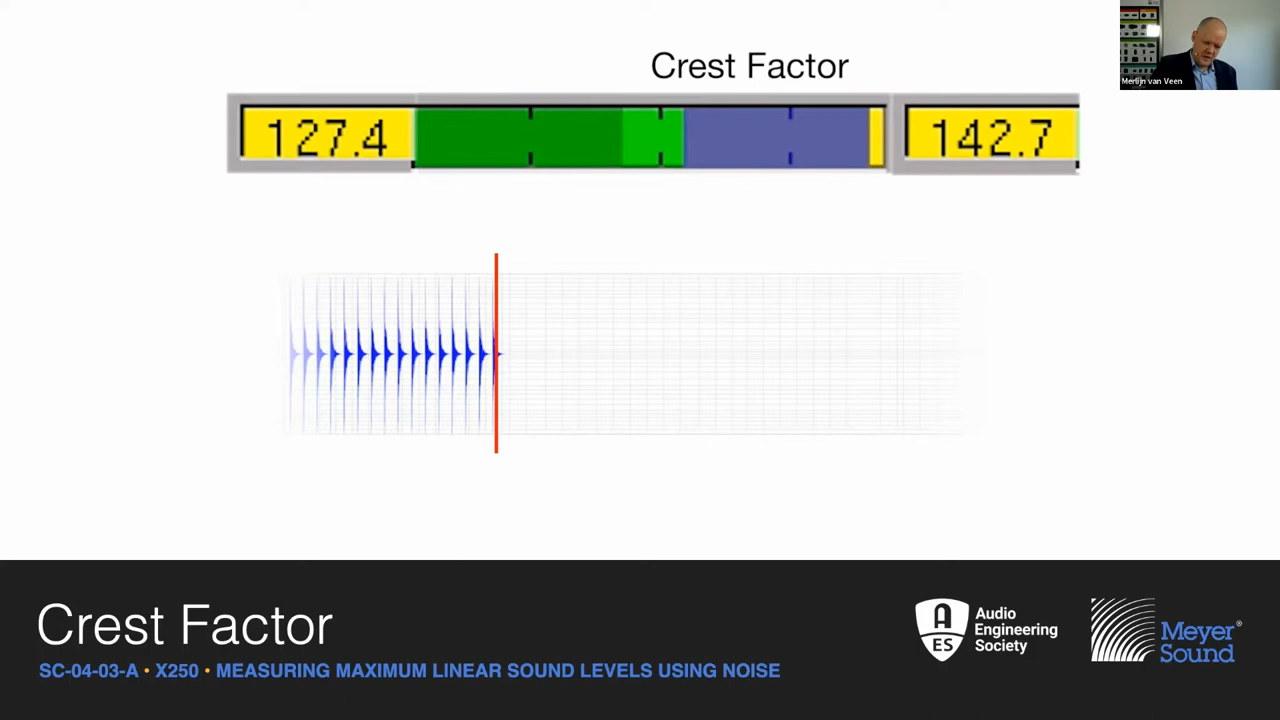 Crest Factor
127.4
142.7
Merlijn van Veen
Crest Factor
SC-04-03-A • X250 • MEASURING MAXIMUM LINEAR SOUND LEVELS USING NOISE
A
ES
Audio
Engineering
Society
Meyer
Sound®